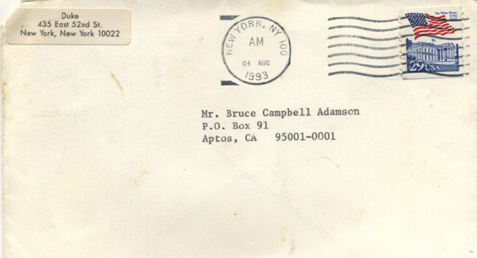 Duke
435 East 52nd St.
New York, New York 10022
NEW YORK, NY 100
AM
04 AUG
1993
29USA
Mr. Bruce Campbell Adamson
P.O. Box 91
Aptos, CA 95001-0001